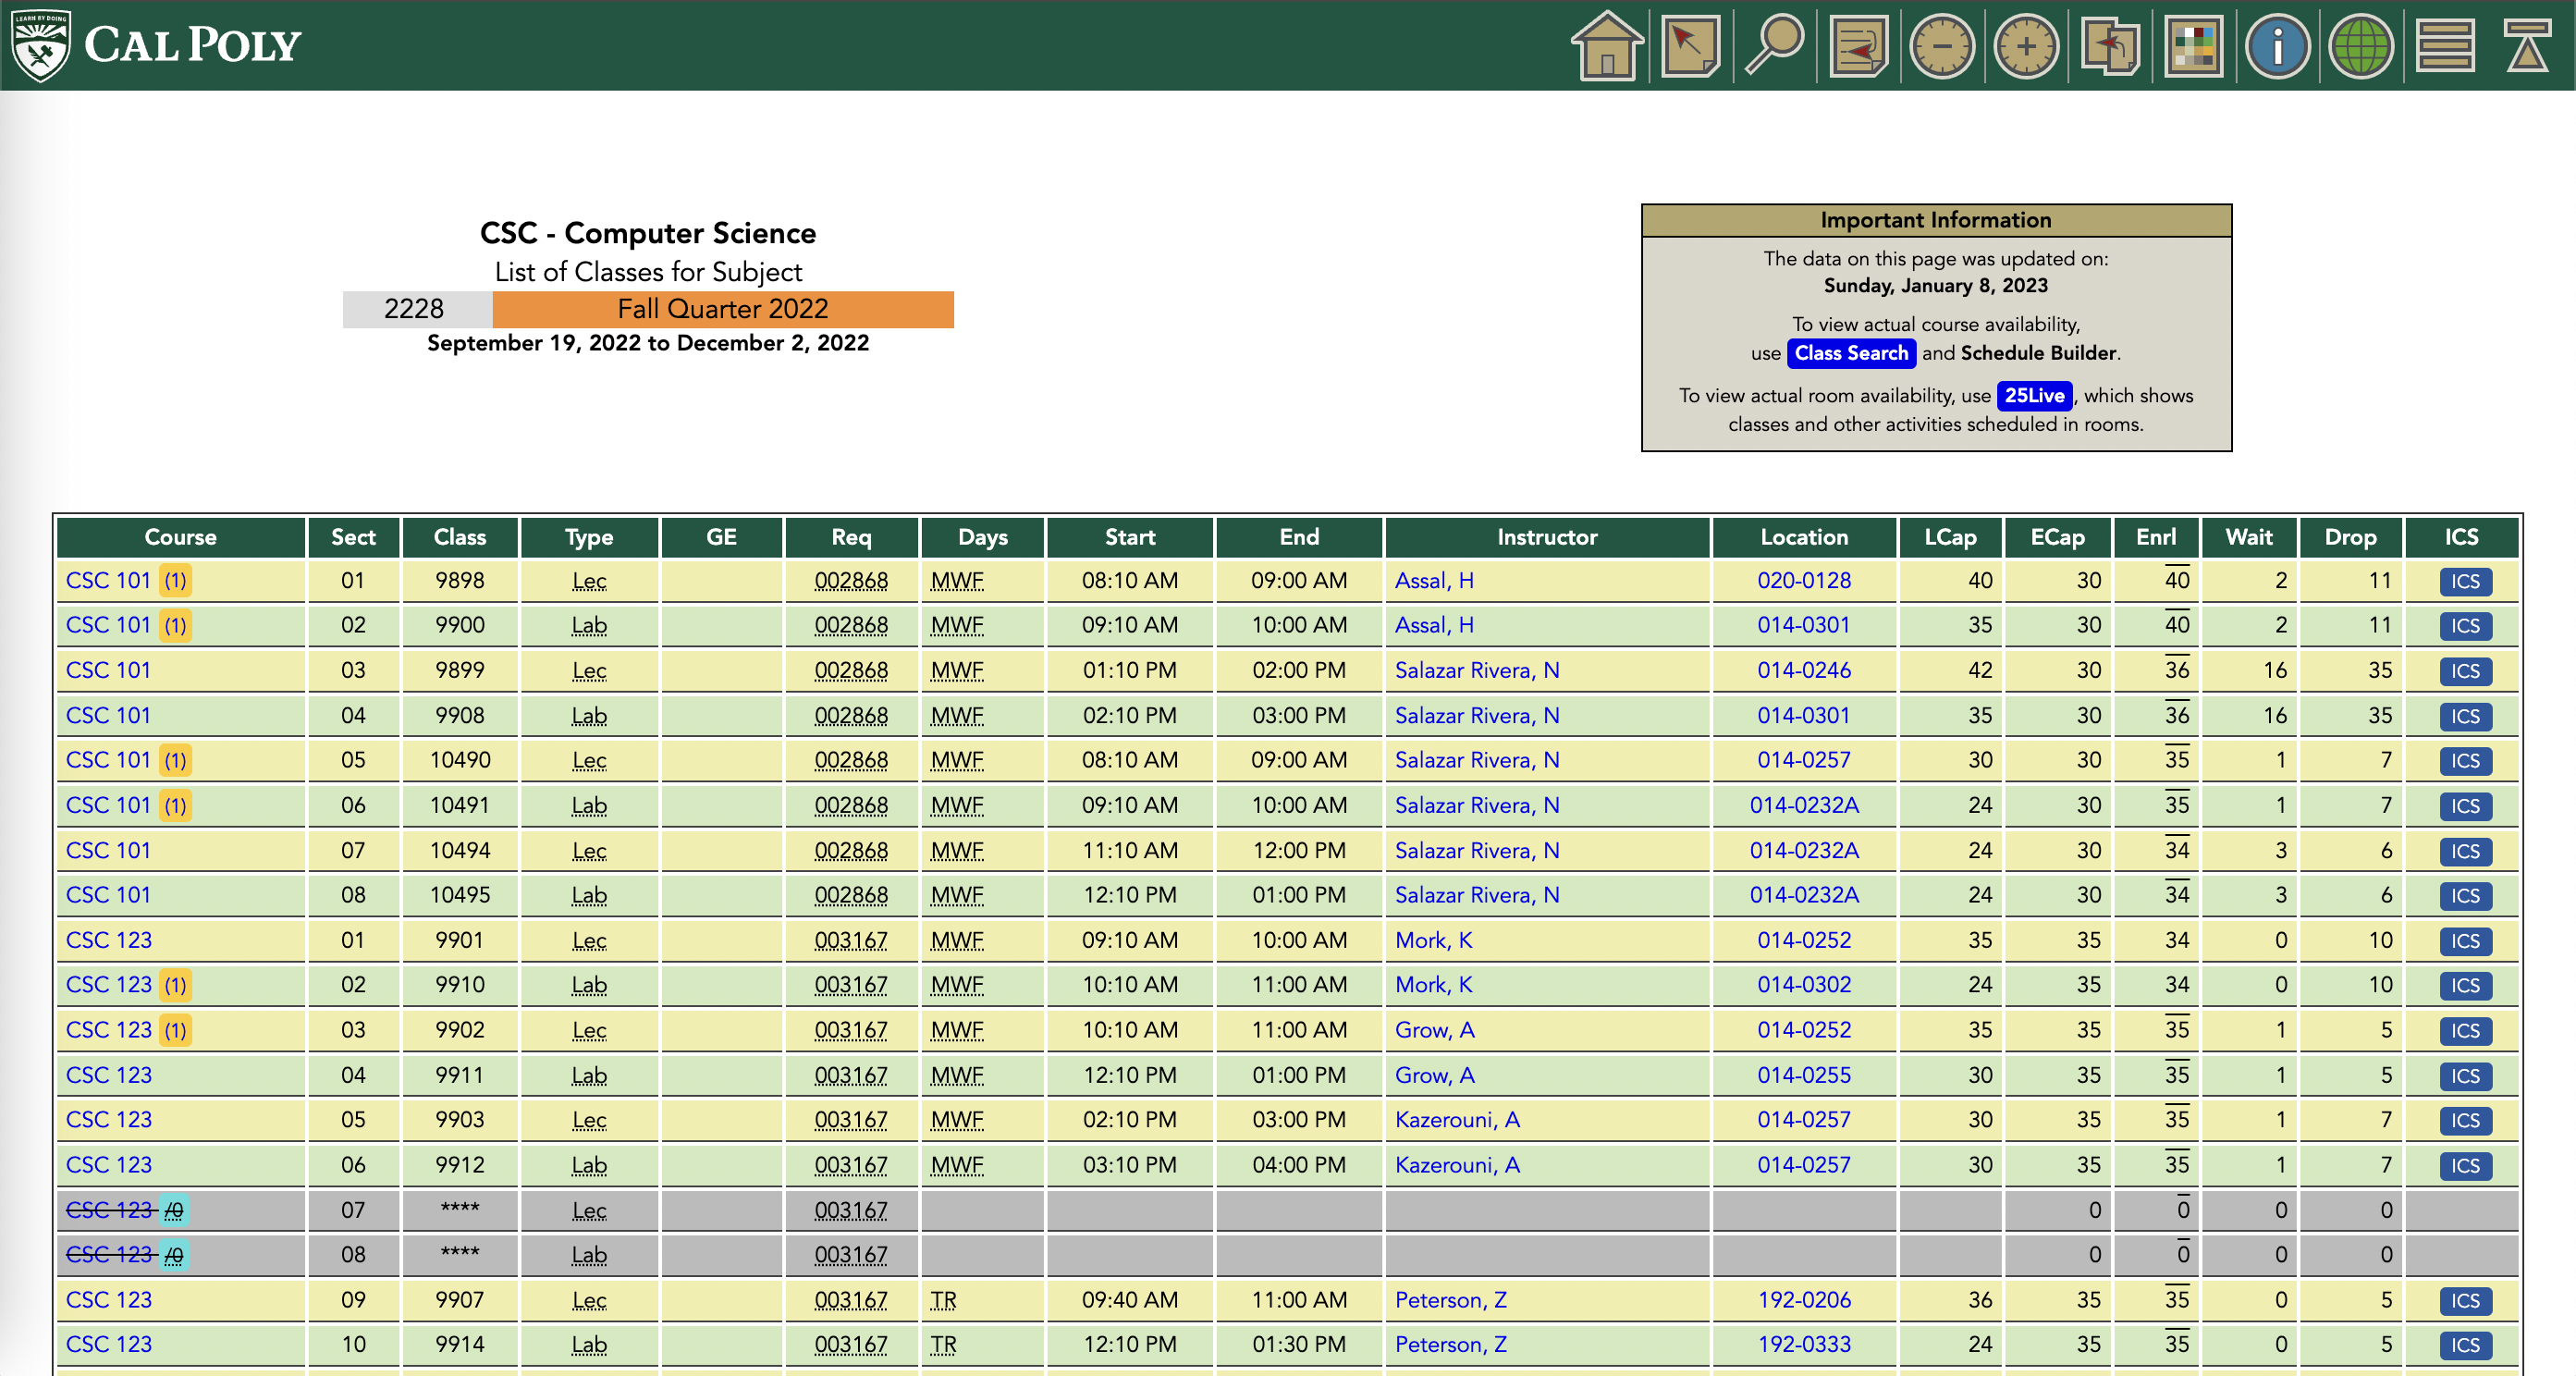 LEARN BY DOING
CAL POLY
CSC - Computer Science
List of Classes for Subject
2228 Fall Quarter 2022
September 19, 2022 to December 2, 2022
Important Information
The data on this page was updated on:
Sunday, January 8, 2023
To view actual course availability,
use Class Search and Schedule Builder.
To view actual room availability, use 25Live, which shows
classes and other activities scheduled in rooms.
Course Sect Class Type GE Req Days Start End Instructor Location LCap ECap Enrl Wait Drop ICS
CSC 101 (1) 01 9898 Lec 002868 MWF 08:10 AM 09:00 AM Assal, H 020-0128 40 30 40 2 11 ICS
CSC 101 (1) 02 9900 Lab 002868 MWF 09:10 AM 10:00 AM Assal, H 014-0301 35 30 40 2 11 ICS
CSC 101 03 9899 Lec 002868 MWF 01:10 PM 02:00 PM Salazar Rivera, N 014-0246 42 30 36 16 35 ICS
CSC 101 04 9908 Lab 002868 MWF 02:10 PM 03:00 PM Salazar Rivera, N 014-0301 35 30 36 16 35 ICS
CSC 101 (1) 05 10490 Lec 002868 MWF 08:10 AM 09:00 AM Salazar Rivera, N 014-0257 30 30 35 1 7 ICS
CSC 101 (1) 06 10491 Lab 002868 MWF 09:10 AM 10:00 AM Salazar Rivera, N 014-0232A 24 30 35 1 7 ICS
CSC 101 07 10494 Lec 002868 MWF 11:10 AM 12:00 PM Salazar Rivera, N 014-0232A 24 30 34 3 6 ICS
CSC 101 08 10495 Lab 002868 MWF 12:10 PM 01:00 PM Salazar Rivera, N 014-0232A 24 30 34 3 6 ICS
CSC 123 01 9901 Lec 003167 MWF 09:10 AM 10:00 AM Mork, K 014-0252 35 35 34 0 10 ICS
CSC 123 (1) 02 9910 Lab 003167 MWF 10:10 AM 11:00 AM Mork, K 014-0302 24 35 34 0 10 ICS
CSC 123 (1) 03 9902 Lec 003167 MWF 10:10 AM 11:00 AM Grow, A 014-0252 35 35 35 1 5 ICS
CSC 123 04 9911 Lab 003167 MWF 12:10 PM 01:00 PM Grow, A 014-0255 30 35 35 1 5 ICS
CSC 123 05 9903 Lec 003167 MWF 02:10 PM 03:00 PM Kazerouni, A 014-0257 30 35 35 1 7 ICS
CSC 123 06 9912 Lab 003167 MWF 03:10 PM 04:00 PM Kazerouni, A 014-0257 30 35 35 1 7 ICS
CSC 123 /0 07 **** Lec 003167 0 0 0 0
CSC 123 /0 08 **** Lab 003167 0 0 0 0
CSC 123 09 9907 Lec 003167 TR 09:40 AM 11:00 AM Peterson, Z 192-0206 36 35 35 0 5 ICS
CSC 123 10 9914 Lab 003167 TR 12:10 PM 01:30 PM Peterson, Z 192-0333 24 35 35 0 5 ICS